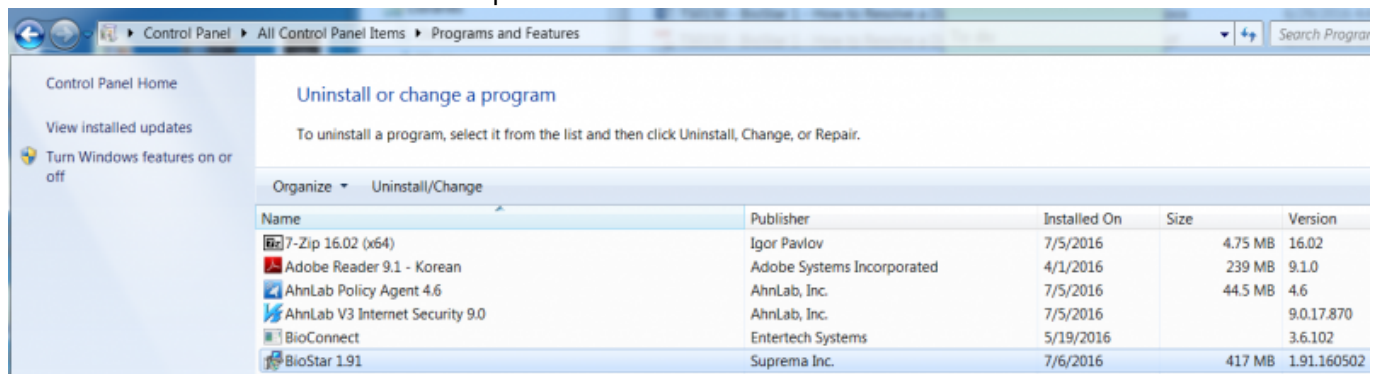 Control Panel ▸ All Control Panel Items ▸ Programs and Features
Search Program
Control Panel Home
View installed updates
Turn Windows features on or
off
Uninstall or change a program
To uninstall a program, select it from the list and then click Uninstall, Change, or Repair.
Organize ▾ Uninstall/Change
Name Publisher Installed On Size Version
7-Zip 16.02 (x64) Igor Pavlov 7/5/2016 4.75 MB 16.02
Adobe Reader 9.1 - Korean Adobe Systems Incorporated 4/1/2016 239 MB 9.1.0
AhnLab Policy Agent 4.6 AhnLab, Inc. 7/5/2016 44.5 MB 4.6
AhnLab V3 Internet Security 9.0 AhnLab, Inc. 7/5/2016 9.0.17.870
BioConnect Entertech Systems 5/19/2016 3.6.102
BioStar 1.91 Suprema Inc. 7/6/2016 417 MB 1.91.160502